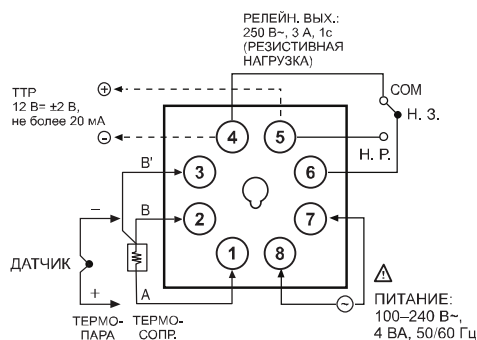 РЕЛЕЙН. ВЫХ.:
250 В~, 3 А, 1с
(РЕЗИСТИВНАЯ
НАГРУЗКА)
ТТР
12 В= ±2 В,
не более 20 мА
+
-
COM
Н. З.
Н. Р.
4
5
3
6
2
7
1
8
B'
B
A
–
ДАТЧИК
+
ТЕРМО-
ПАРА
ТЕРМО-
СОПР.
~
ПИТАНИЕ:
100–240 В~,
4 ВА, 50/60 Гц